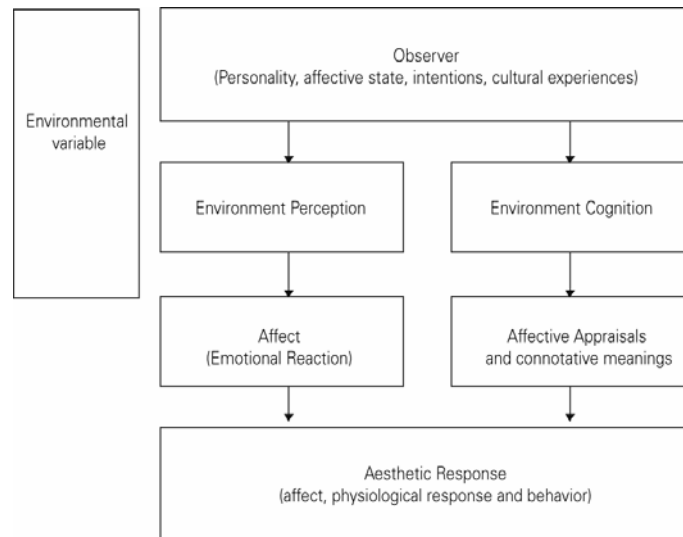 Observer
(Personality, affective state, intentions, cultural experiences)
Environmental
variable
Environment Perception
Environment Cognition
Affect
(Emotional Reaction)
Affective Appraisals
and connotative meanings
Aesthetic Response
(affect, physiological response and behavior)